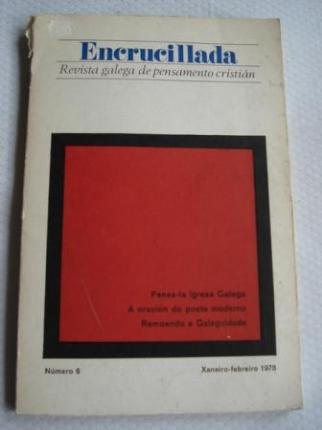 Encrucillada
Revista galega de pensamento cristián
Pensa-la Igrexa Galega
A oración do poeta moderno
Remoendo a Galeguidade
Número 6
Xaneiro-febreiro 1978